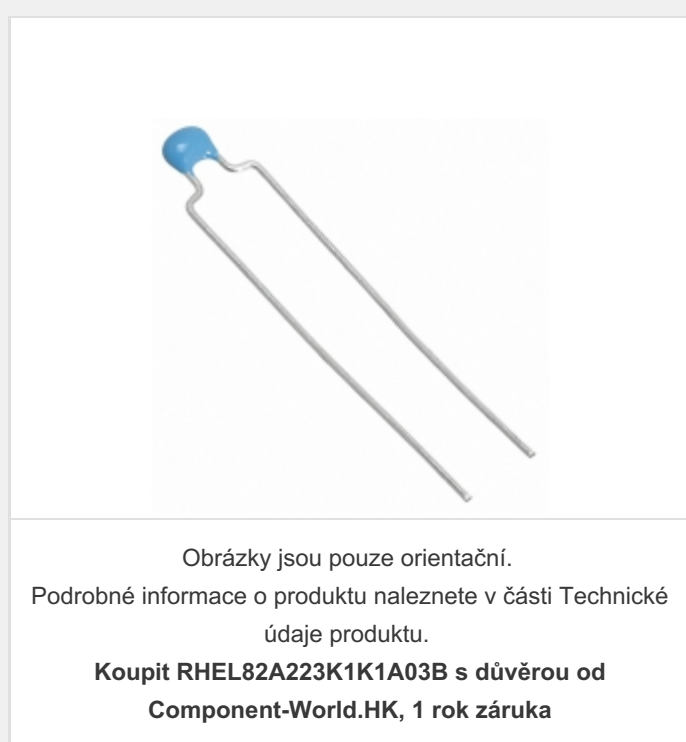 Obrázky jsou pouze orientační.
Podrobné informace o produktu naleznete v části Technické
údaje produktu.
Koupit RHEL82A223K1K1A03B s důvěrou od
Component-World.HK, 1 rok záruka